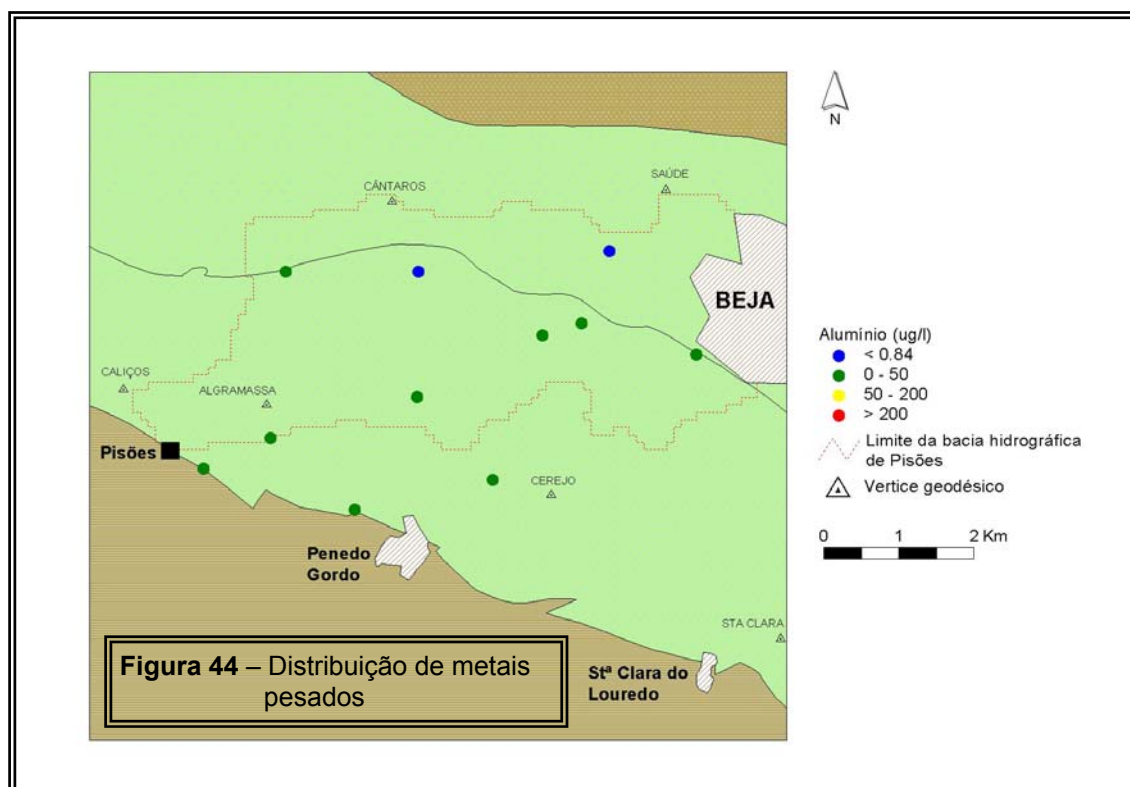 N
SAÚDE
CÂNTAROS
BEJA
Alumínio (ug/l)
< 0.84
0 - 50
50 - 200
> 200
Limite da bacia hidrográfica
de Pisões
Vertice geodésico
0 1 2 Km
CALIÇOS
ALGRAMASSA
Pisões
CEREJO
Penedo
Gordo
STA CLARA
Stª Clara do
Louredo
Figura 44 – Distribuição de metais
pesados